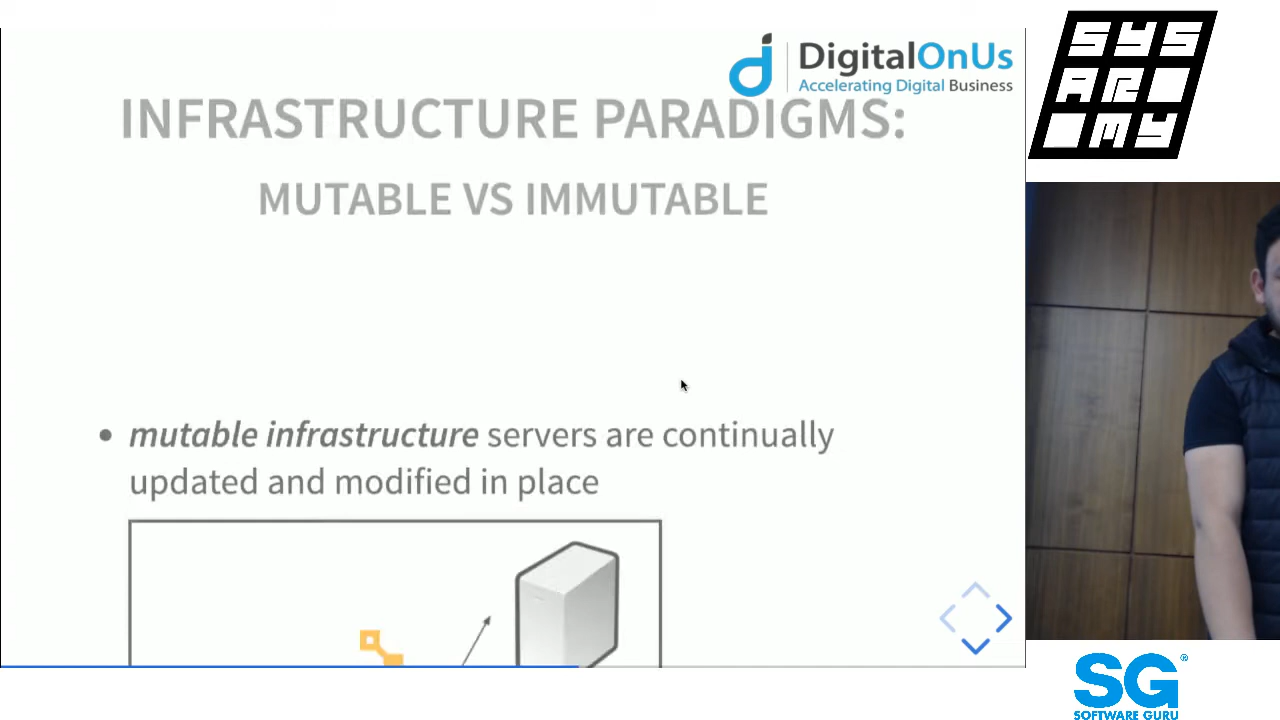 DigitalOnUs
Accelerating Digital Business
INFRASTRUCTURE PARADIGMS:
MUTABLE VS IMMUTABLE
• mutable infrastructure servers are continually
updated and modified in place
SYS
AR
MY
SG®
SOFTWARE GURU